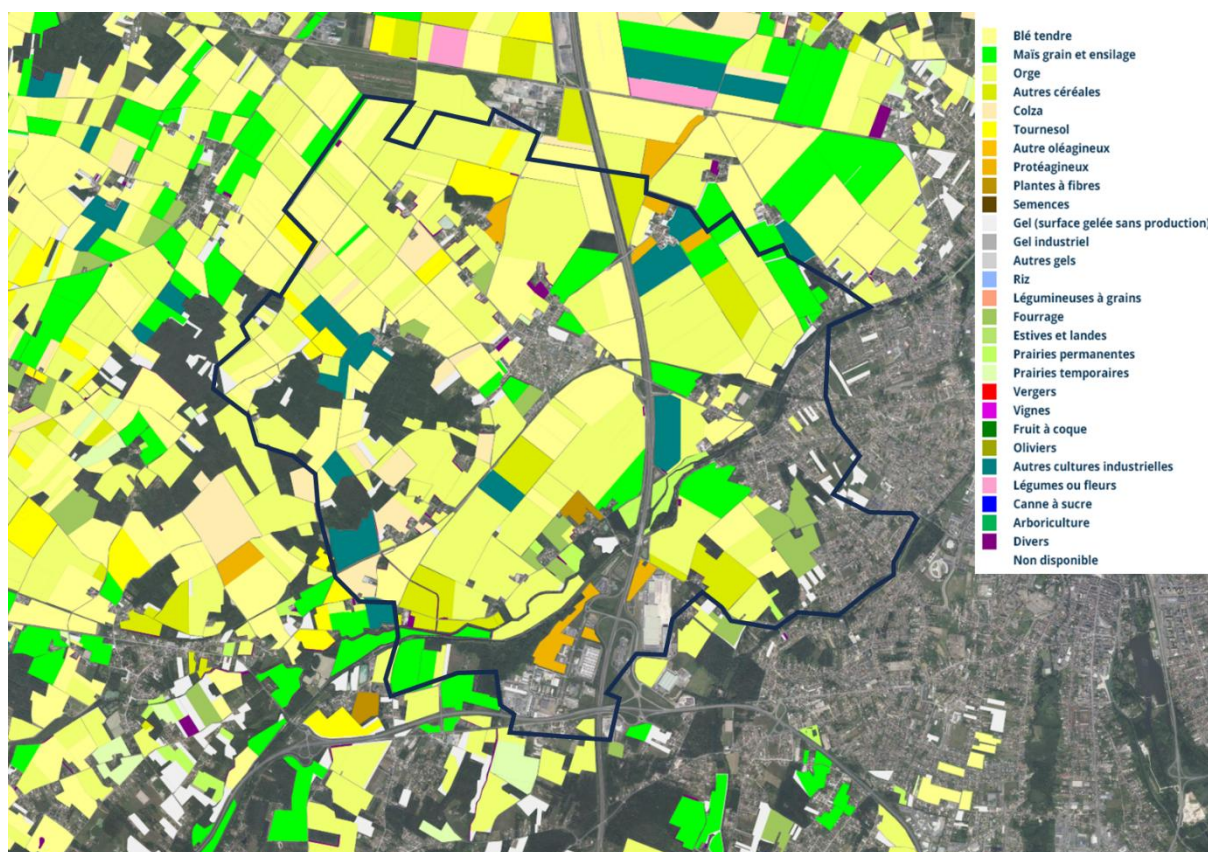 Blé tendre
Maïs grain et ensilage
Orge
Autres céréales
Colza
Tournesol
Autre oléagineux
Protéagineux
Plantes à fibres
Semences
Gel (surface gelée sans production)
Gel industriel
Autres gels
Riz
Légumineuses à grains
Fourrage
Estives et landes
Prairies permanentes
Prairies temporaires
Vergers
Vignes
Fruit à coque
Oliviers
Autres cultures industrielles
Légumes ou fleurs
Canne à sucre
Arboriculture
Divers
Non disponible